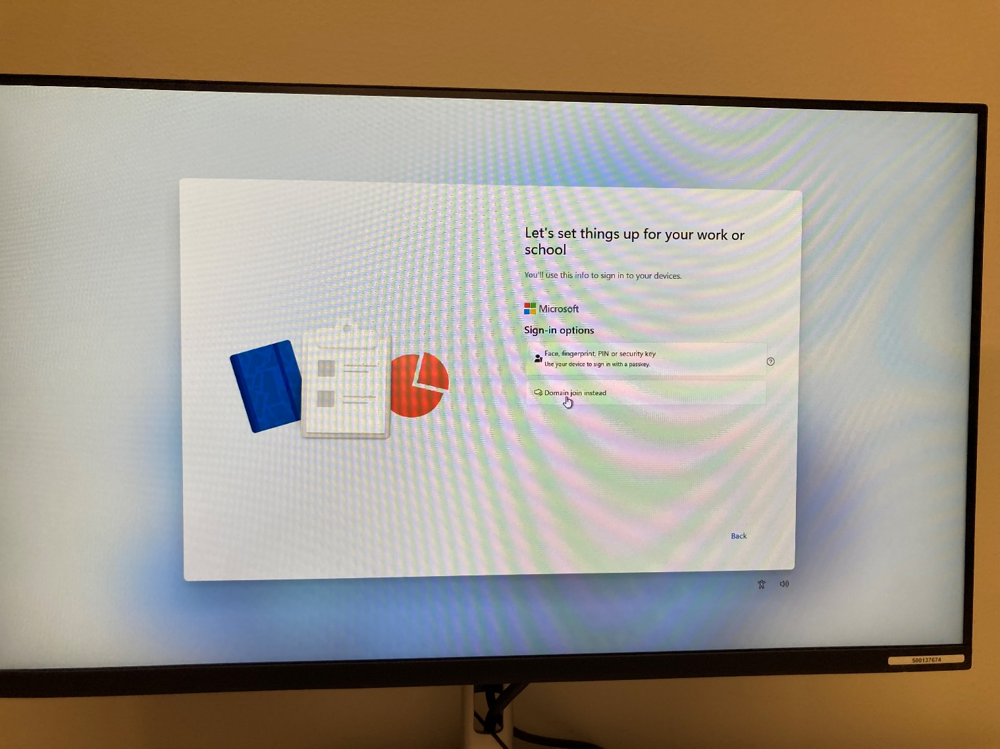 Let's set things up for your work or
school
You'll use this info to sign in to your devices.
Microsoft
Sign-in options
Face, fingerprint, PIN or security key
Use your device to sign in with a passkey.
Domain join instead
Back
500137674